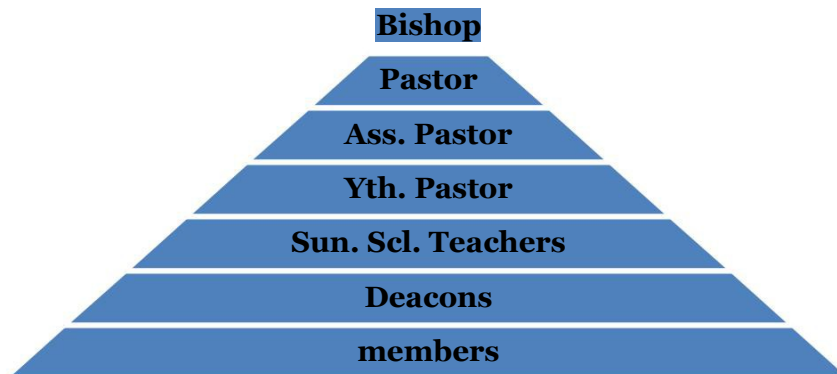 Bishop
Pastor
Ass. Pastor
Yth. Pastor
Sun. Scl. Teachers
Deacons
members